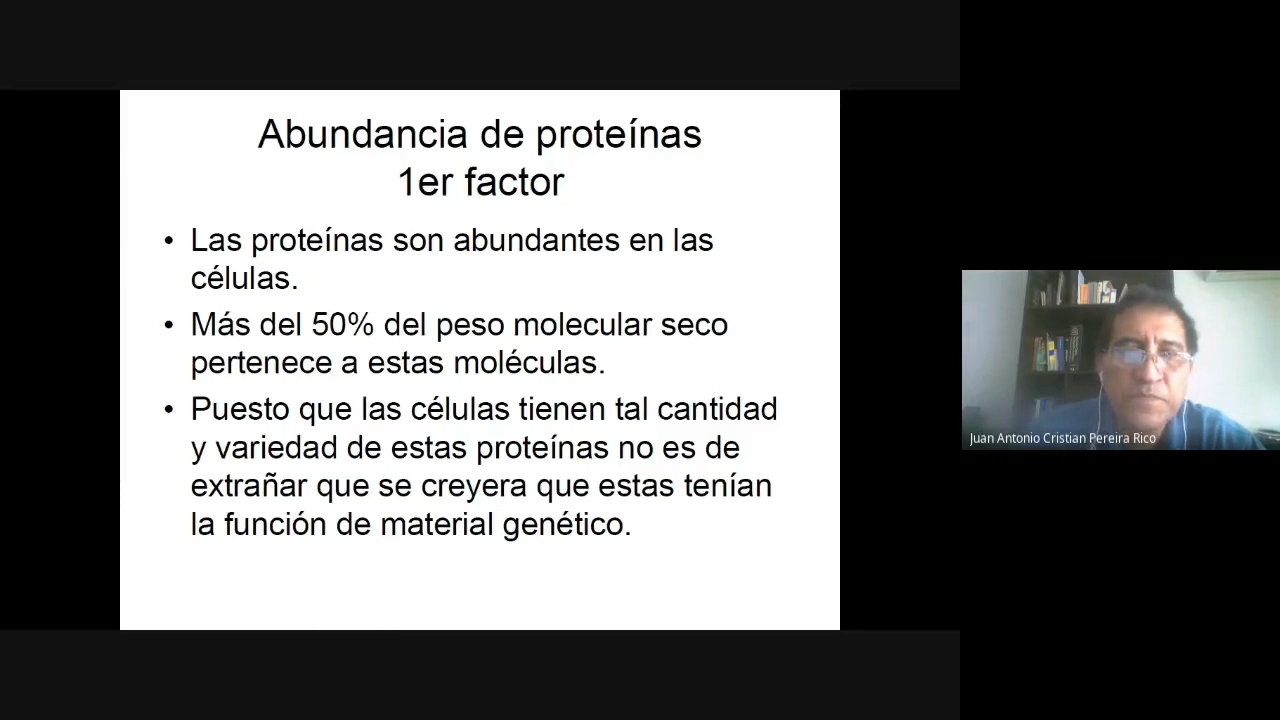 Abundancia de proteínas
1er factor
• Las proteínas son abundantes en las
células.
• Más del 50% del peso molecular seco
pertenece a estas moléculas.
• Puesto que las células tienen tal cantidad
y variedad de estas proteínas no es de
extrañar que se creyera que estas tenían
la función de material genético.
Juan Antonio Cristian Pereira Rico